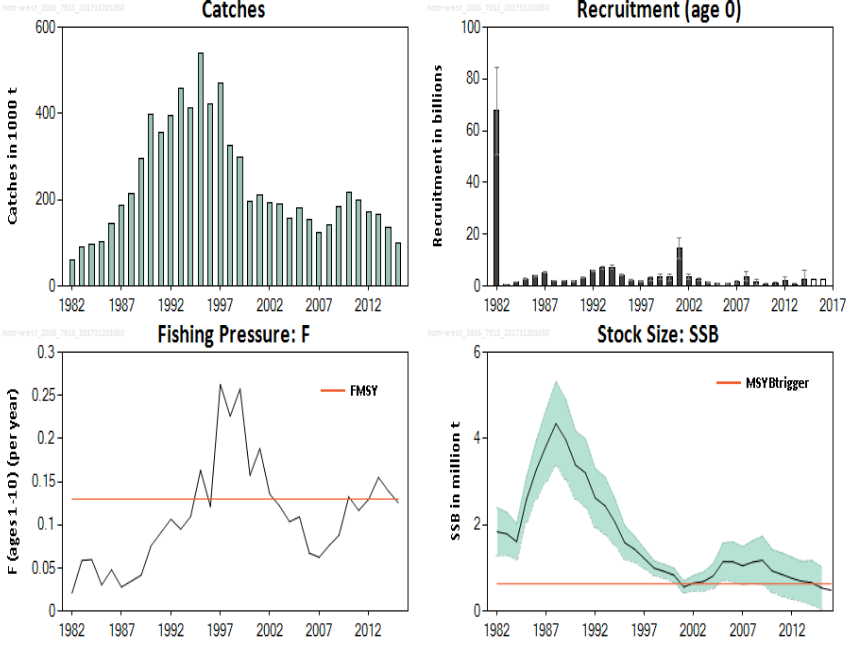 Catches
Catches in 1000 t
600
400
200
0
1982 1987 1992 1997 2002 2007 2012
Recruitment (age 0)
Recruitment in billions
100
80
60
40
20
0
1982 1987 1992 1997 2002 2007 2012 2017
Fishing Pressure: F
F (ages 1 -10) (per year)
0.3
0.25
0.2
0.15
0.1
0.05
0
FMSY
1982 1987 1992 1997 2002 2007 2012
Stock Size: SSB
SSB in million t
6
4
2
0
MSYBtrigger
1982 1987 1992 1997 2002 2007 2012